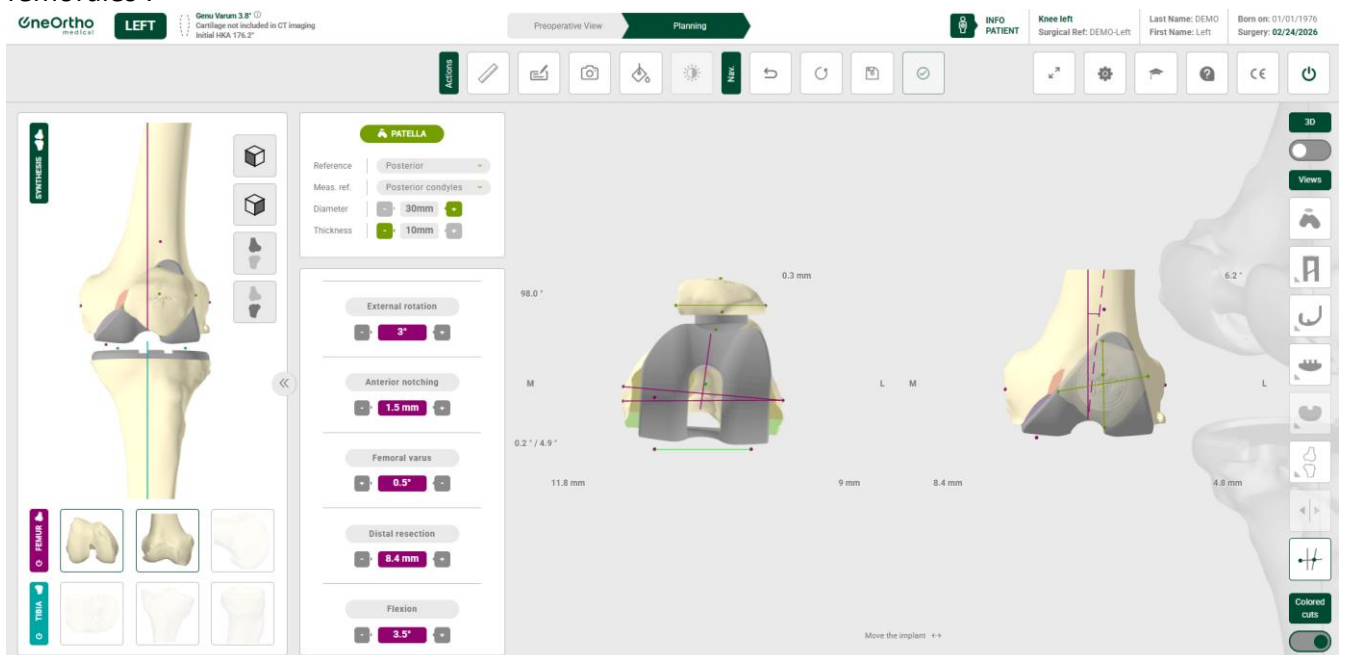 OneOrtho
medical
LEFT
Genu Varum 3.8° ⓘ
Cartilage not included in CT imaging
Initial HKA 176.2°
Preoperative View
Planning
INFO
PATIENT
Knee left
Surgical Ref: DEMO-Left
Last Name: DEMO
First Name: Left
Born on: 01/01/1976
Surgery: 02/24/2026
Actions
Nav.
CE
SYNTHESIS
PATELLA
Reference Posterior
Meas. ref. Posterior condyles
Diameter - 30mm +
Thickness - 10mm +
External rotation
- 3° +
Anterior notching
- 1.5 mm +
Femoral varus
+ 0.5° -
Distal resection
- 8.4 mm +
Flexion
- 3.5° +
FEMUR
TIBIA
0.3 mm
98.0 °
M
L
0.2 ° / 4.9 °
11.8 mm
9 mm
6.2 °
M
L
8.4 mm
4.8 mm
Move the implant ↔
3D
Views
Colored
cuts